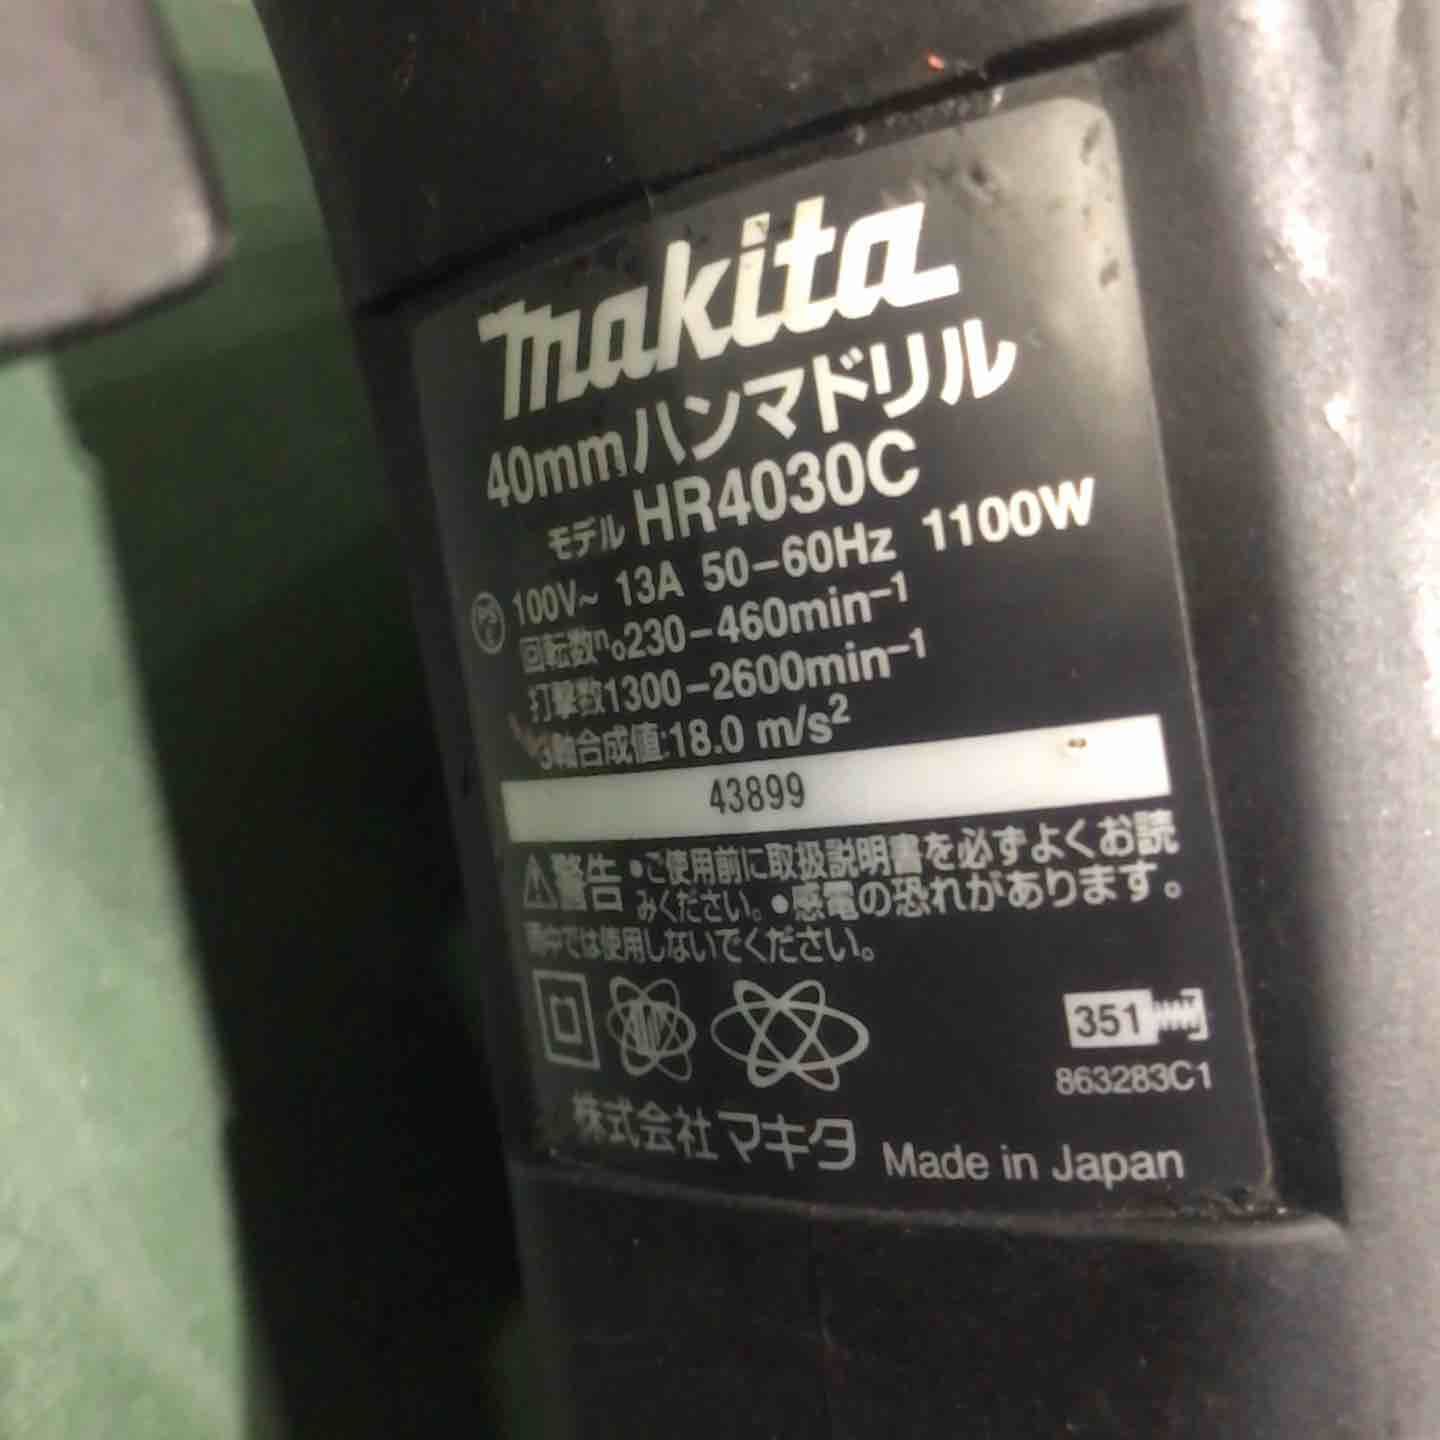 makita
40mmハンマドリル
モデル HR4030C
PS E 100V~ 13A 50-60Hz 1100W
回転数n₀230-460min⁻¹
打撃数1300-2600min⁻¹
3軸合成値:18.0 m/s²
43899
⚠警告 •ご使用前に取扱説明書を必ずよくお読
みください。•感電の恐れがあります。
雨中では使用しないでください。
351
863283C1
株式会社マキタ Made in Japan